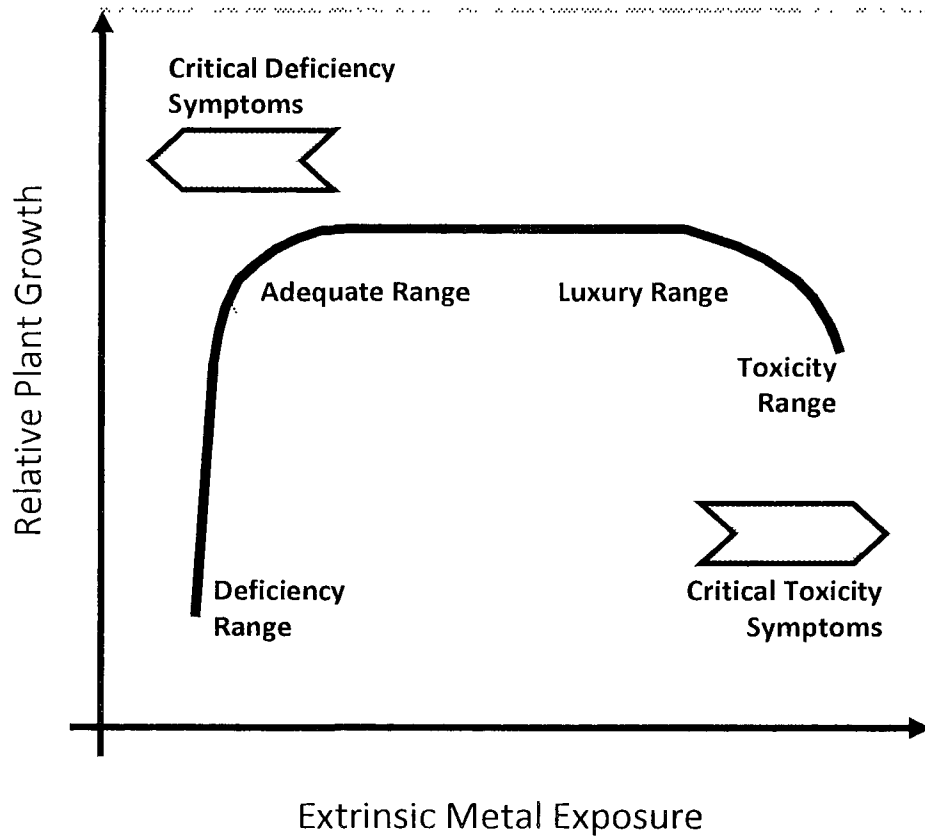 Critical Deficiency
Symptoms
Relative Plant Growth
Adequate Range
Luxury Range
Toxicity
Range
Deficiency
Range
Critical Toxicity
Symptoms
Extrinsic Metal Exposure